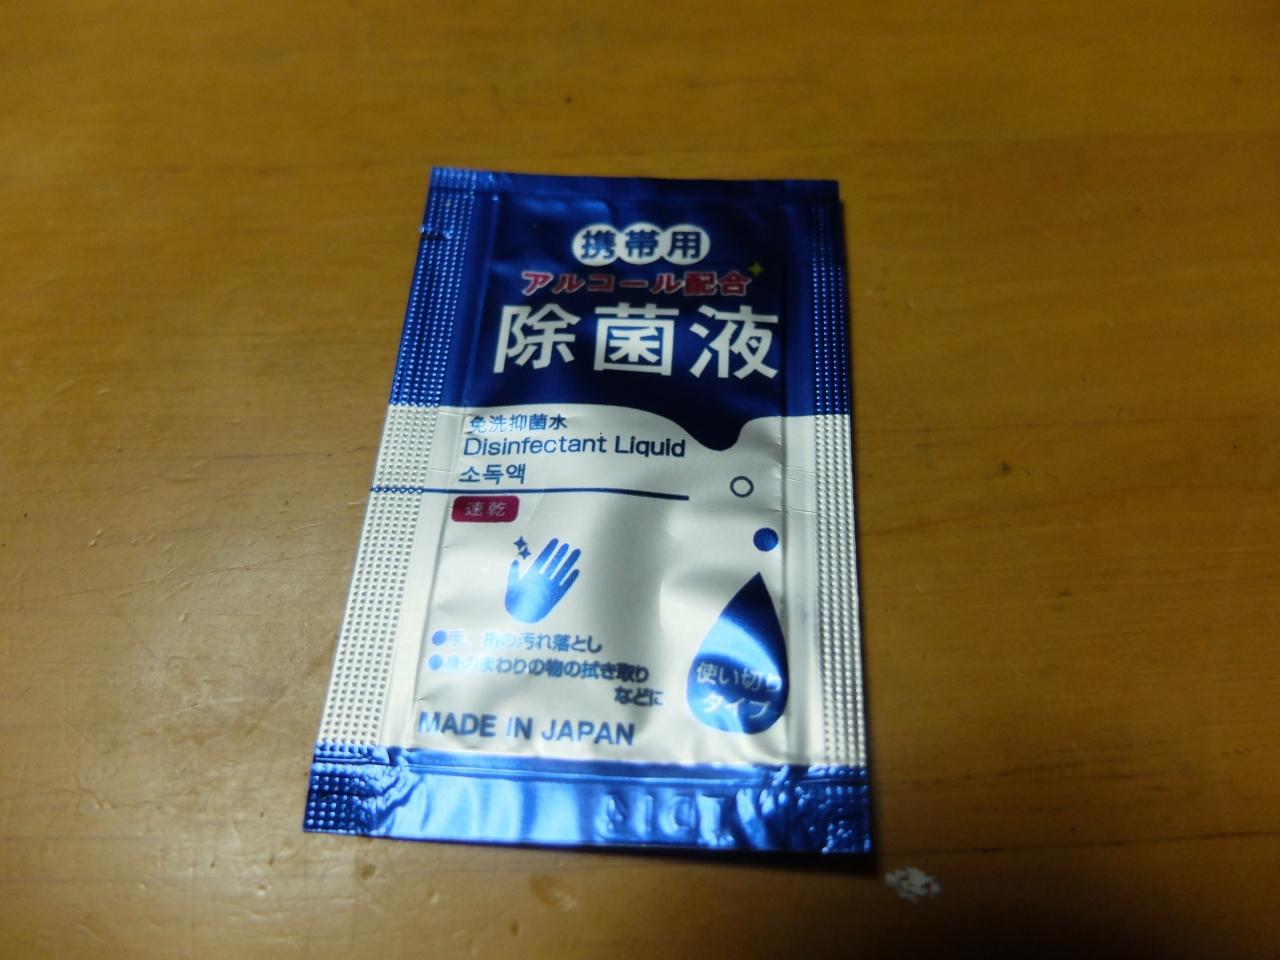 携帯用
アルコール配合
除菌液
免洗抑菌水
Disinfectant Liquid
소독액
速乾
●手、指の汚れ落とし
●身のまわりの物の拭き取り
などに
使い切り
タイプ
MADE IN JAPAN